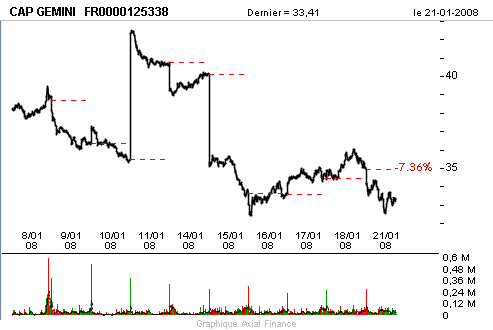 CAP GEMINI FR0000125338 Dernier = 33,41 le 21-01-2008
40
-7.36%
35
8/01 9/01 10/01 11/01 14/01 15/01 16/01 17/01 18/01 21/01
08 08 08 08 08 08 08 08 08 08
0,6 M
0,48 M
0,36 M
0,24 M
0,12 M
0
Graphique Axial Finance